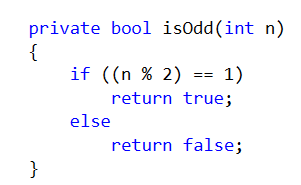 private bool isOdd(int n)
{
    if ((n % 2) == 1)
        return true;
    else
        return false;
}